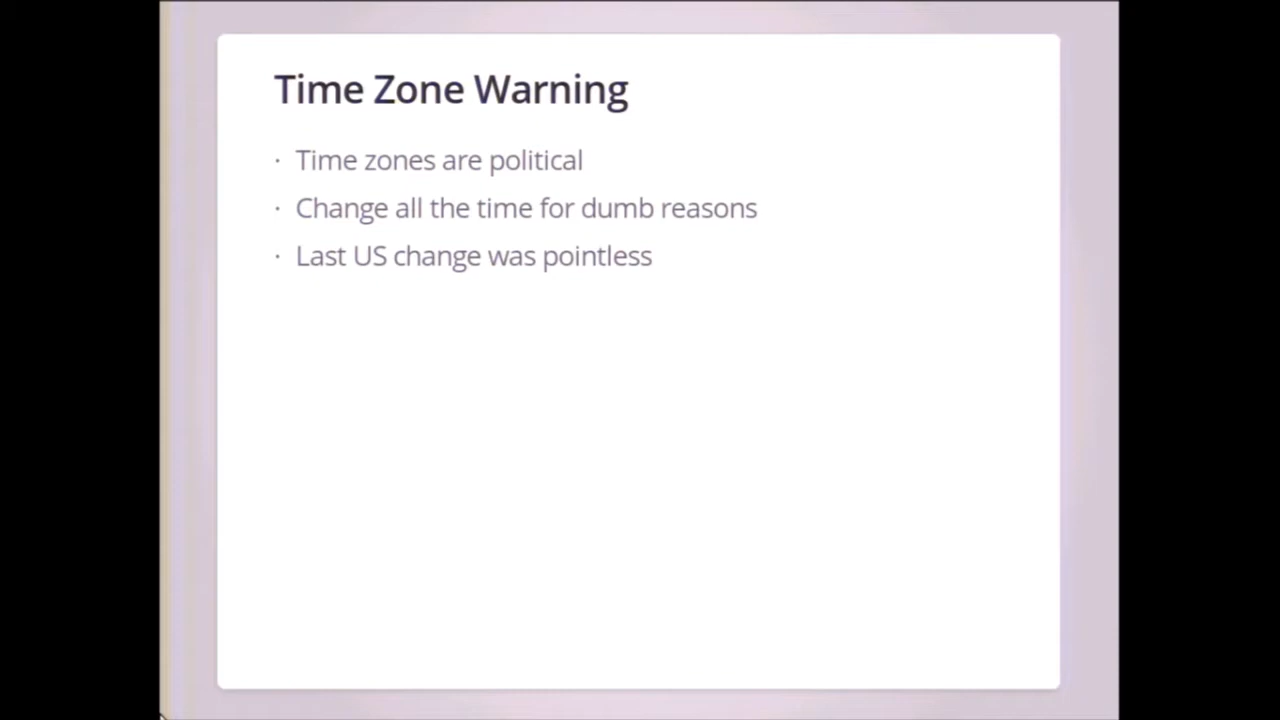 Time Zone Warning
· Time zones are political
· Change all the time for dumb reasons
· Last US change was pointless